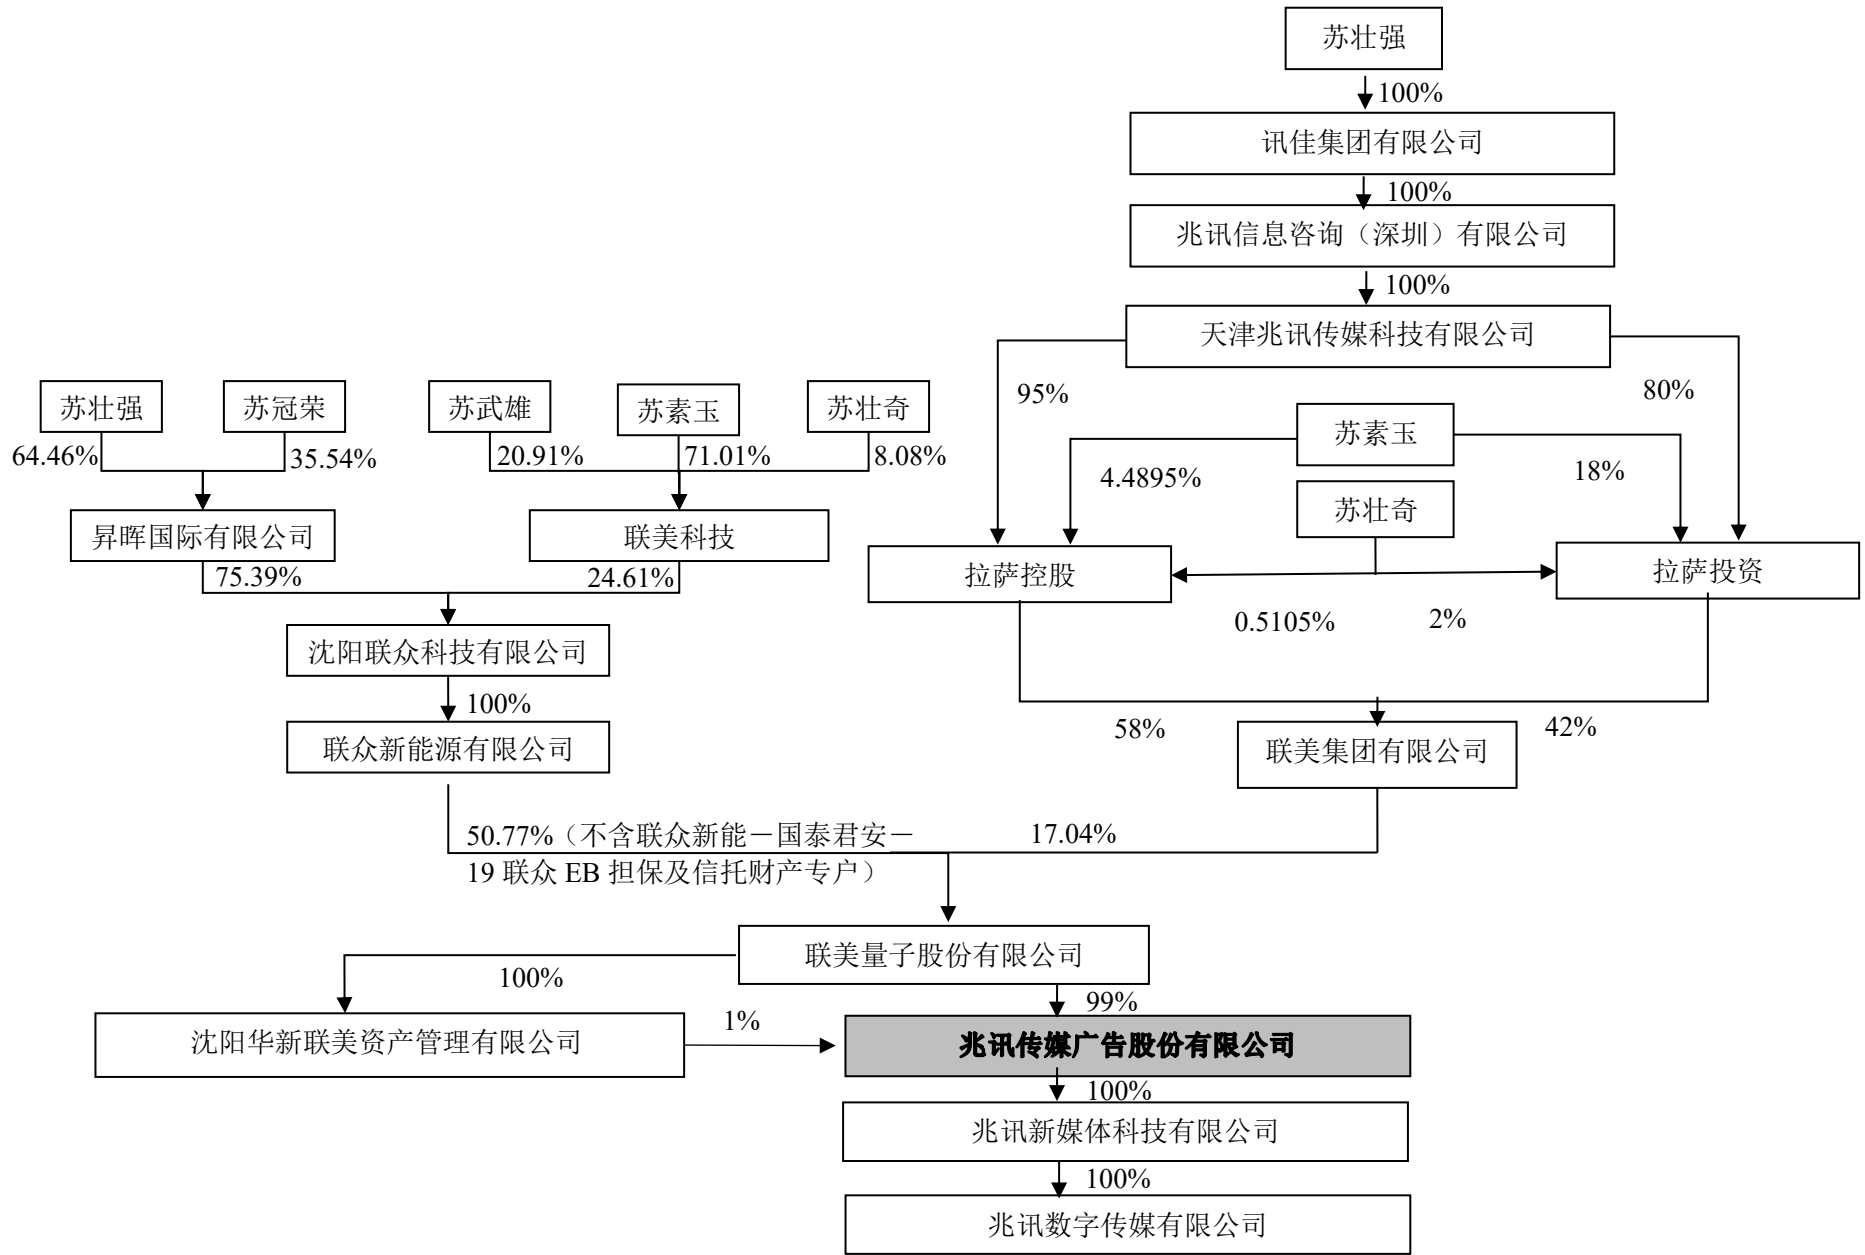 苏壮强
100%
讯佳集团有限公司
100%
兆讯信息咨询（深圳）有限公司
100%
天津兆讯传媒科技有限公司
95%
80%
苏素玉
4.4895%
18%
苏壮奇
拉萨控股
拉萨投资
0.5105%
2%
58%
42%
联美集团有限公司
苏壮强
苏冠荣
苏武雄
苏素玉
苏壮奇
64.46%
35.54%
20.91%
71.01%
8.08%
昇晖国际有限公司
联美科技
75.39%
24.61%
沈阳联众科技有限公司
100%
联众新能源有限公司
50.77%（不含联众新能－国泰君安－
19 联众 EB 担保及信托财产专户）
17.04%
联美量子股份有限公司
100%
99%
沈阳华新联美资产管理有限公司
1%
兆讯传媒广告股份有限公司
100%
兆讯新媒体科技有限公司
100%
兆讯数字传媒有限公司